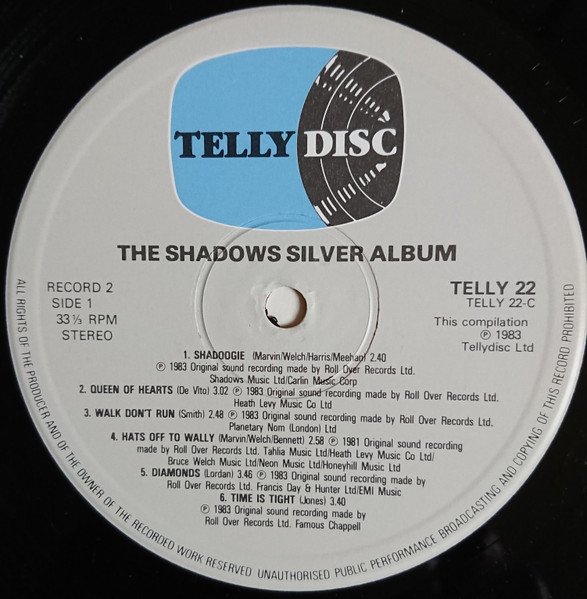 TELLY DISC
THE SHADOWS SILVER ALBUM
RECORD 2
SIDE 1
33⅓ RPM
STEREO
TELLY 22
TELLY 22-C
This compilation
℗ 1983
Tellydisc Ltd
1. SHADOOGIE (Marvin/Welch/Harris/Meehan) 2.40
℗ 1983 Original sound recording made by Roll Over Records Ltd.
Shadows Music Ltd/Carlin Music Corp
2. QUEEN OF HEARTS (De Vito) 3.02 ℗ 1983 Original sound recording made by Roll Over Records Ltd.
Heath Levy Music Co Ltd
3. WALK DON'T RUN (Smith) 2.48 ℗ 1983 Original sound recording made by Roll Over Records Ltd.
Planetary Nom (London) Ltd
4. HATS OFF TO WALLY (Marvin/Welch/Bennett) 2.58 ℗ 1981 Original sound recording
made by Roll Over Records Ltd. Tahlia Music Ltd/Heath Levy Music Co Ltd/
Bruce Welch Music Ltd/Neon Music Ltd/Honeyhill Music Ltd
5. DIAMONDS (Lordan) 3.46 ℗ 1983 Original sound recording made by
Roll Over Records Ltd. Francis Day & Hunter Ltd/EMI Music
6. TIME IS TIGHT (Jones) 3.40
℗ 1983 Original sound recording made by
Roll Over Records Ltd. Famous Chappell
ALL RIGHTS OF THE PRODUCER AND OF THE OWNER OF THE RECORDED WORK RESERVED UNAUTHORISED PUBLIC PERFORMANCE BROADCASTING AND COPYING OF THIS RECORD PROHIBITED